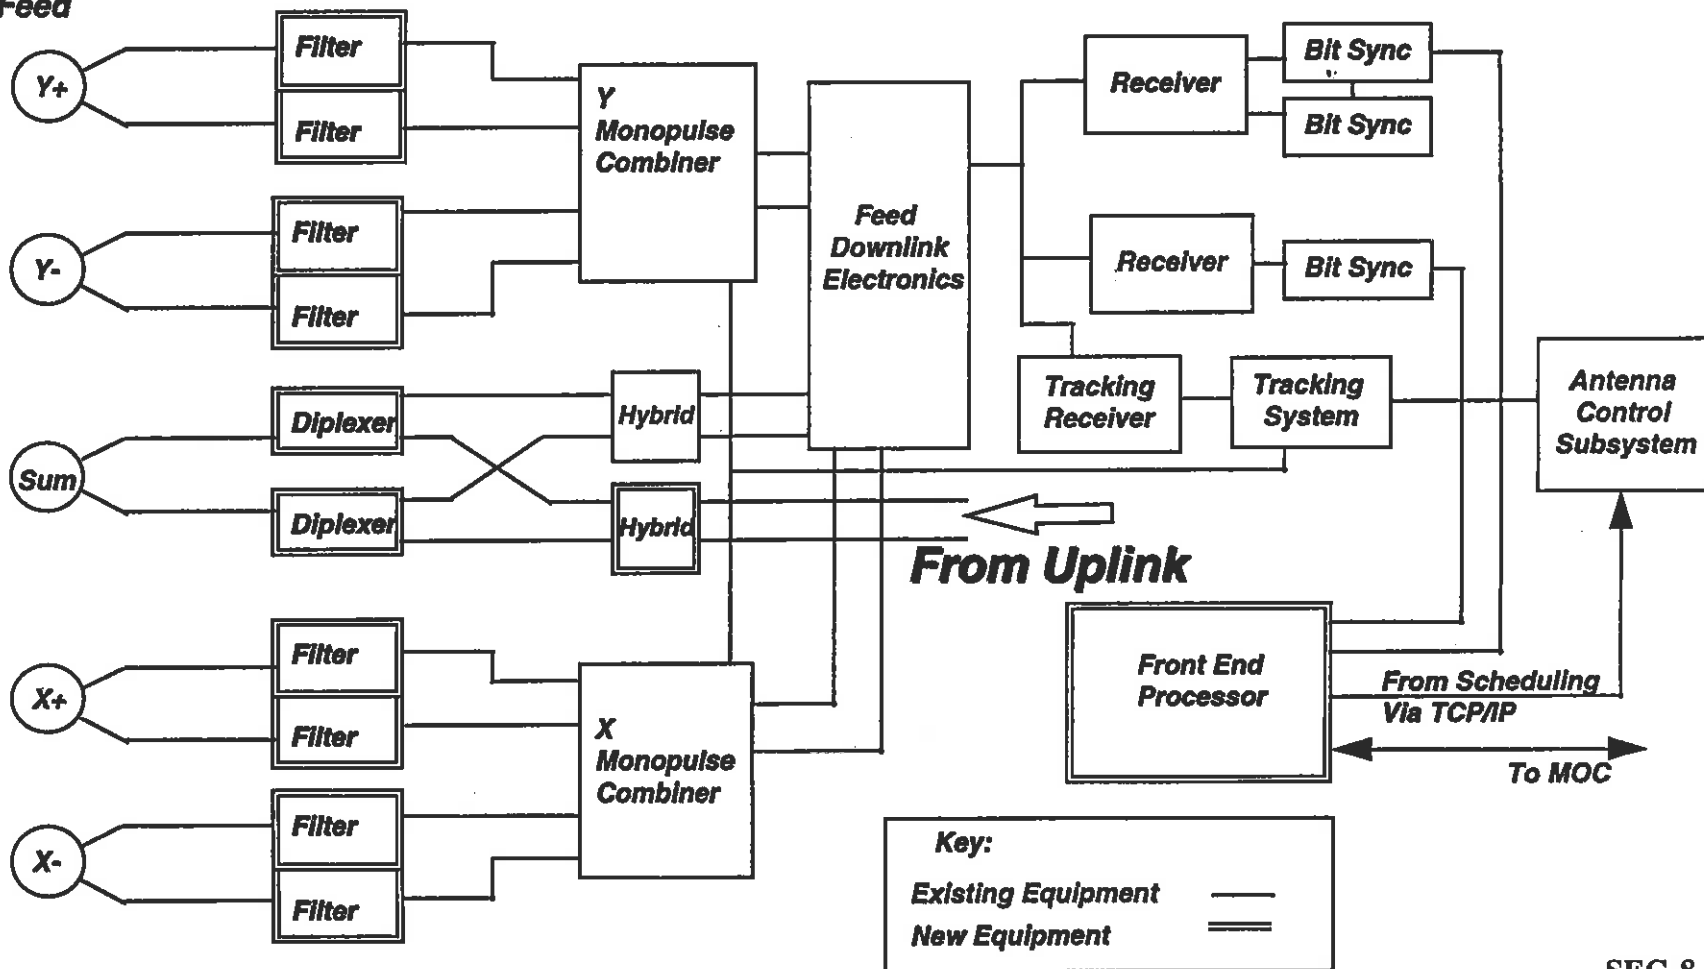 Feed
Y+
Filter
Filter
Y-
Filter
Filter
Sum
Diplexer
Diplexer
X+
Filter
Filter
X-
Filter
Filter
Y
Monopulse
Combiner
Hybrid
Hybrid
X
Monopulse
Combiner
Feed
Downlink
Electronics
Receiver
Bit Sync
Bit Sync
Receiver
Bit Sync
Tracking
Receiver
Tracking
System
Antenna
Control
Subsystem
From Uplink
Front End
Processor
From Scheduling
Via TCP/IP
To MOC
Key:
Existing Equipment
New Equipment